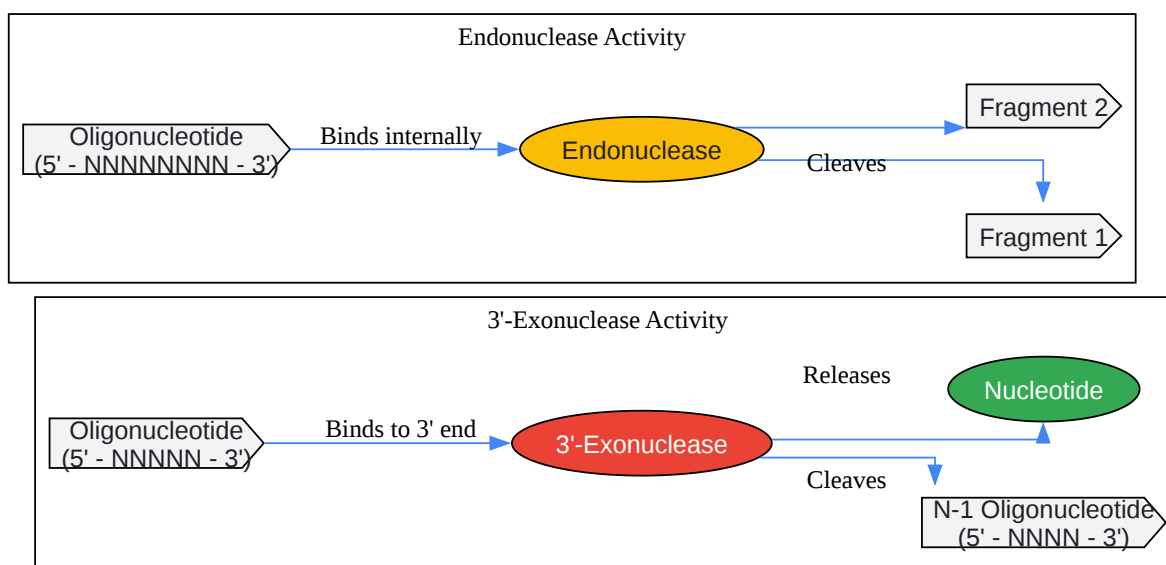 Endonuclease Activity
Fragment 2
Oligonucleotide
(5' - NNNNNNNN - 3')
Binds internally
Endonuclease
Cleaves
Fragment 1
3'-Exonuclease Activity
Releases
Nucleotide
Oligonucleotide
(5' - NNNNN - 3')
Binds to 3' end
3'-Exonuclease
Cleaves
N-1 Oligonucleotide
(5' - NNNN - 3')